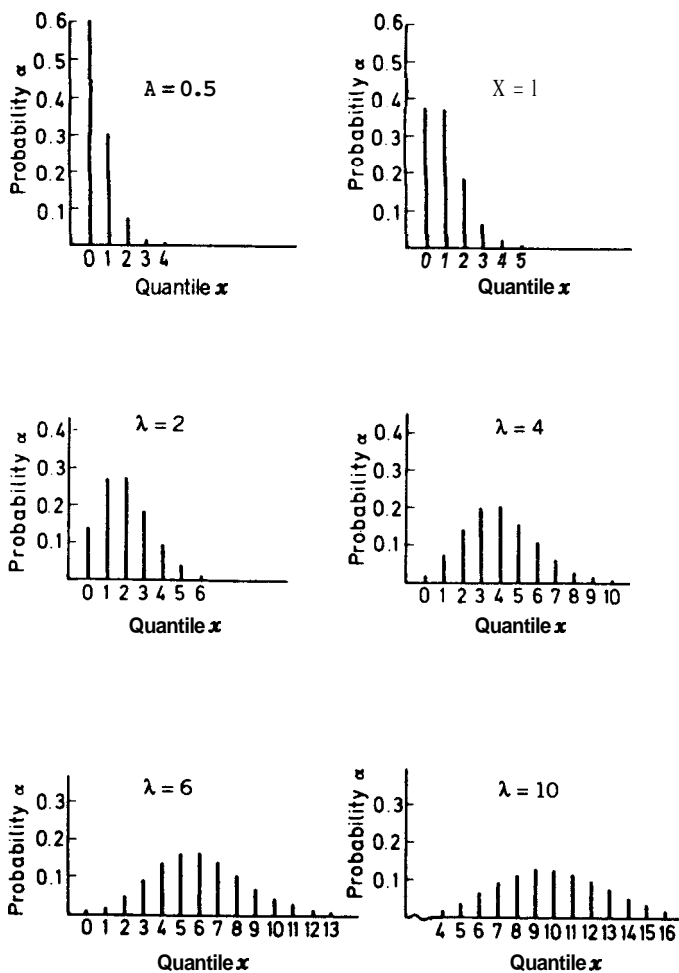 0.6
0.5
0.4
0.3
0.2
0.1
Probability α
A = 0.5
0 1 2 3 4
Quantile x
0.6
0.5
0.4
0.3
0.2
0.1
Probabitily α
X = l
0 1 2 3 4 5
Quantile x
0.4
0.3
0.2
0.1
Probability α
λ = 2
0 1 2 3 4 5 6
Quantile x
0.4
0.3
0.2
0.1
Probability α
λ = 4
0 1 2 3 4 5 6 7 8 9 10
Quantile x
0.3
0.2
0.1
Probability α
λ = 6
0 1 2 3 4 5 6 7 8 9 10 11 12 13
Quantile x
0.3
0.2
0.1
Probability α
λ = 10
4 5 6 7 8 9 10 11 12 13 14 15 16
Quantile x